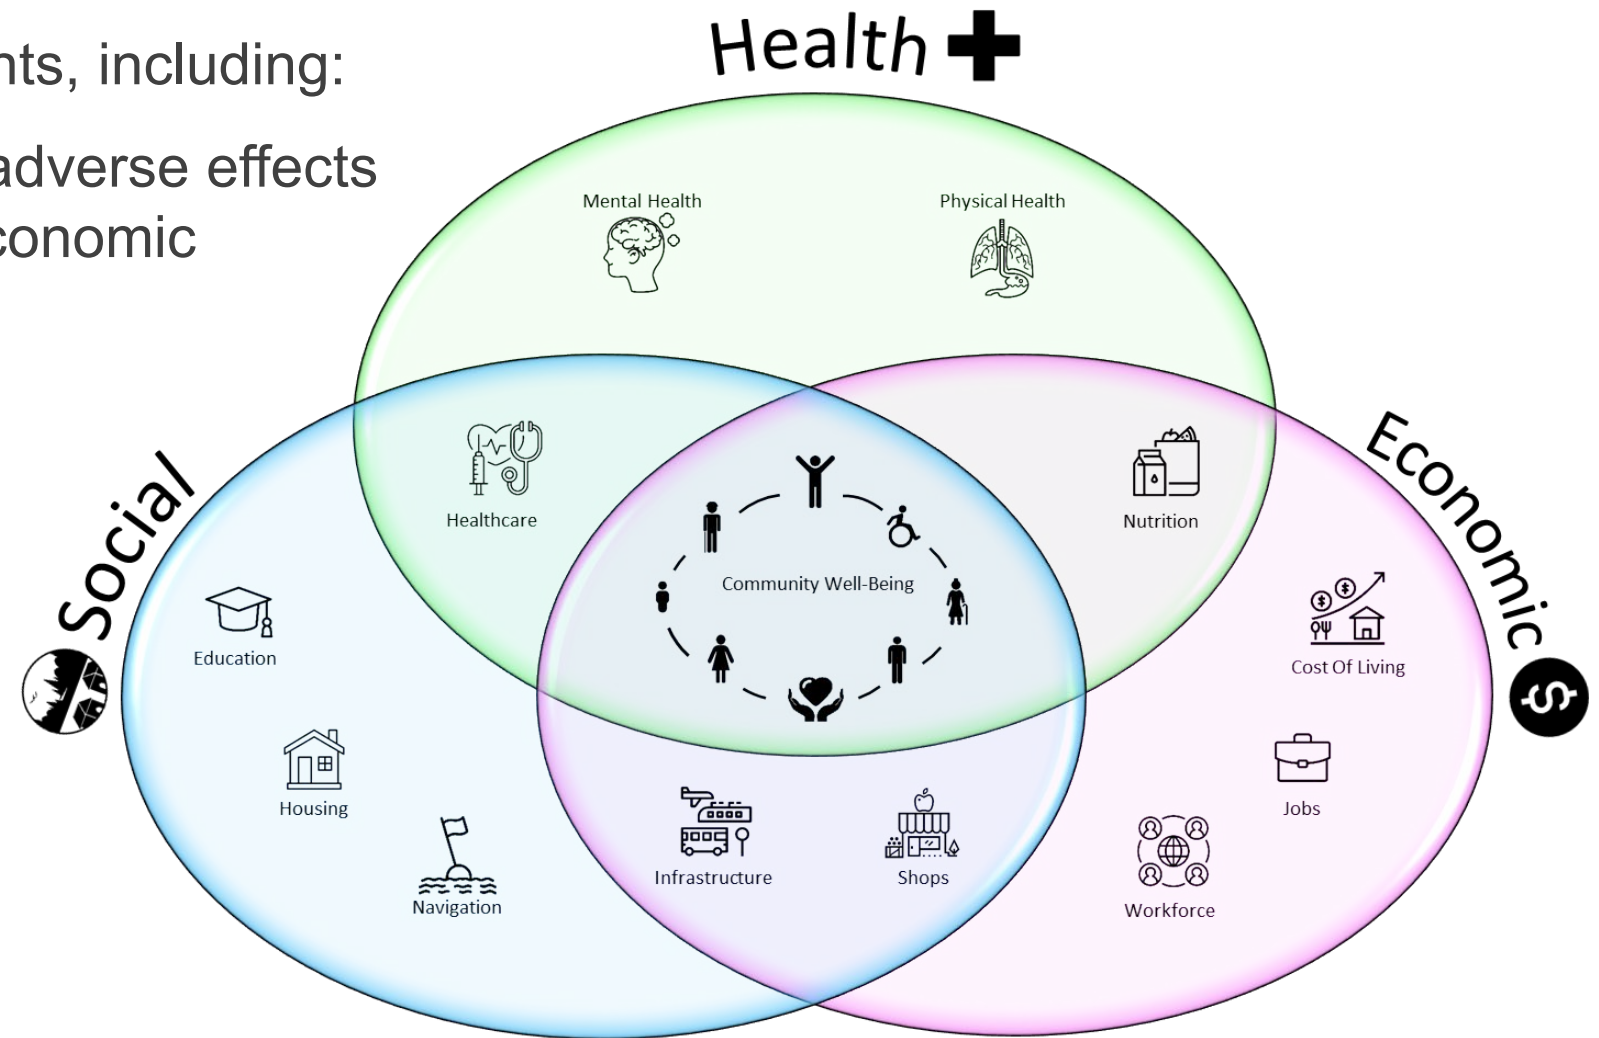 nts, including:
adverse effects
conomic
Health
Mental Health
Physical Health
Social
Economic
Healthcare
Nutrition
Community Well-Being
Education
Cost Of Living
Housing
Jobs
Infrastructure
Shops
Navigation
Workforce
$